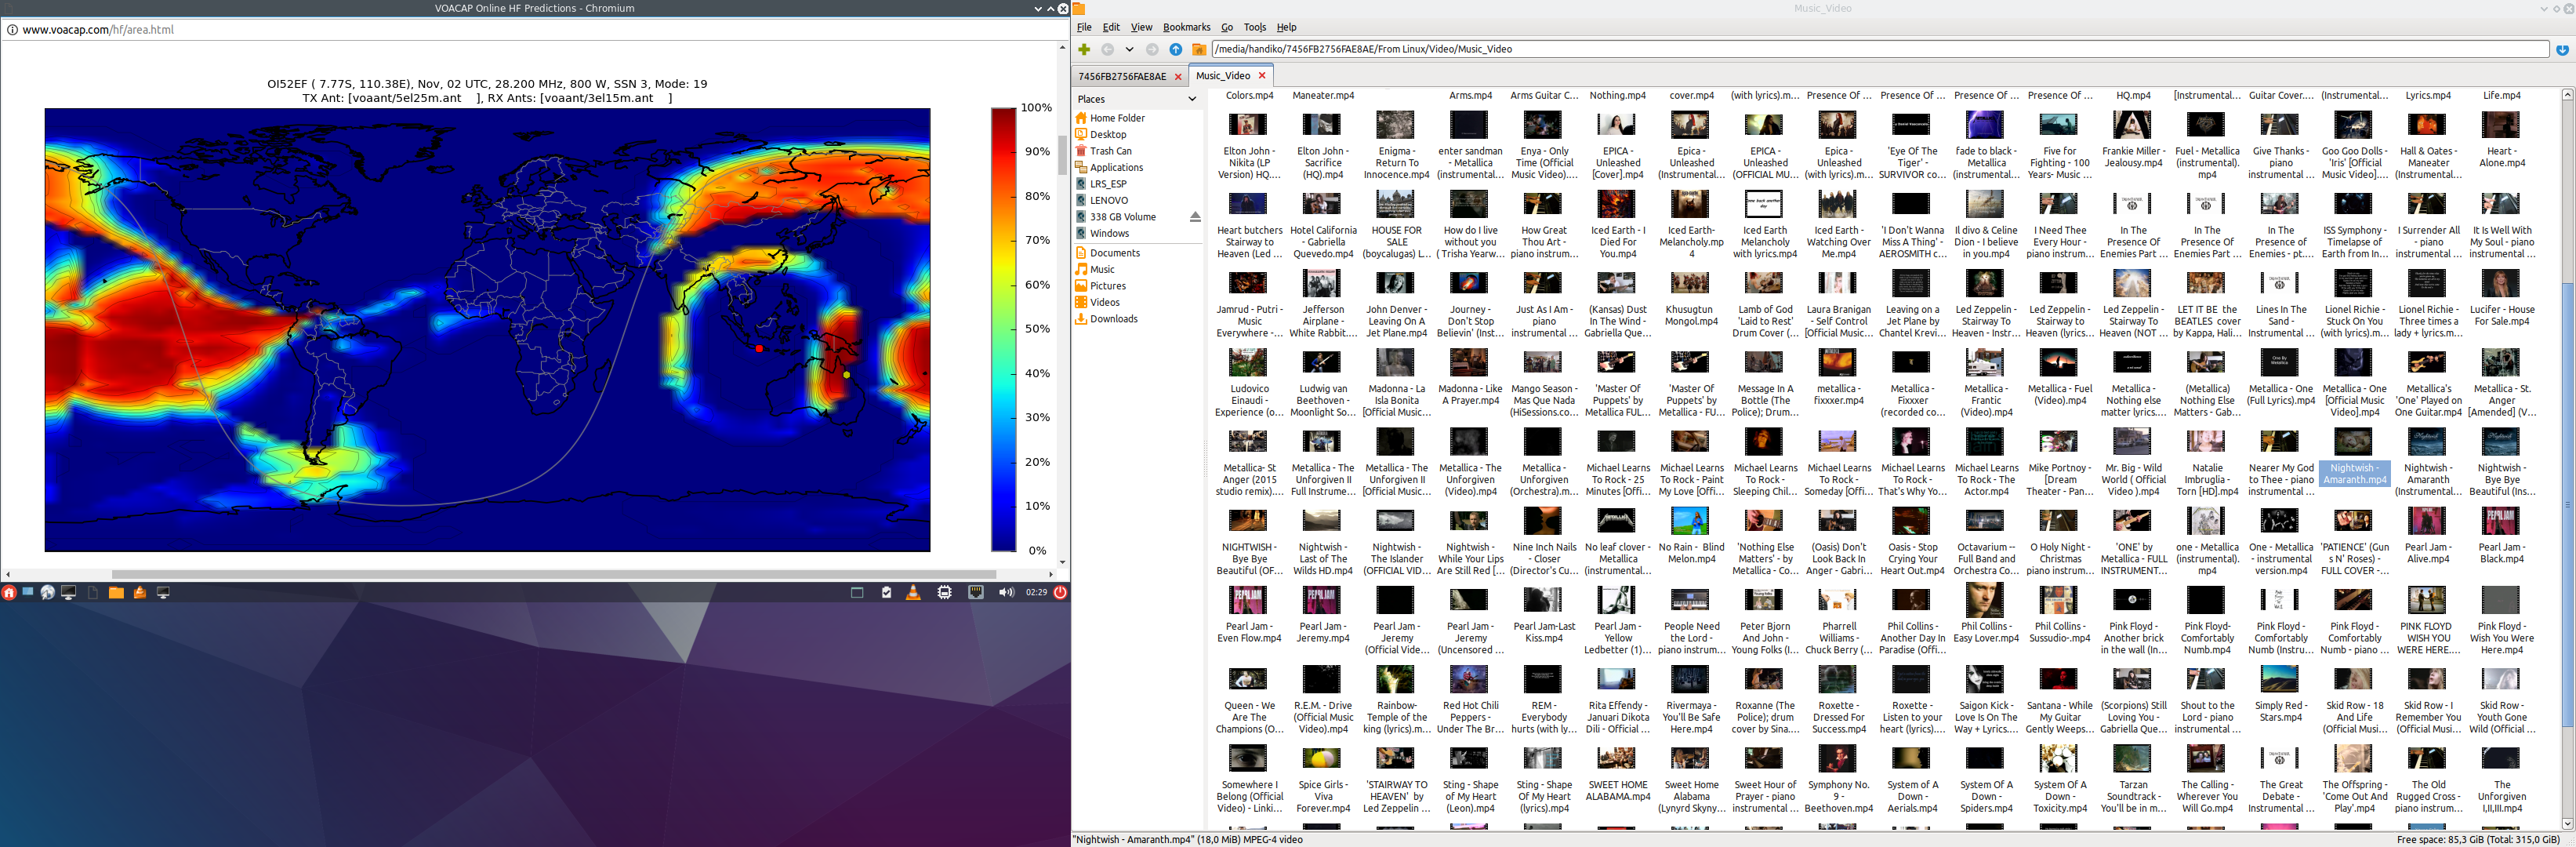 VOACAP Online HF Predictions - Chromium
www.voacap.com/hf/area.html
OI52EF ( 7.77S, 110.38E), Nov, 02 UTC, 28.200 MHz, 800 W, SSN 3, Mode: 19
TX Ant: [voaant/5el25m.ant ], RX Ants: [voaant/3el15m.ant ]
100%
90%
80%
70%
60%
50%
40%
30%
20%
10%
0%
02:29
Music_Video
File Edit View Bookmarks Go Tools Help
/media/handiko/7456FB2756FAE8AE/From Linux/Video/Music_Video
7456FB2756FAE8AE
Music_Video
Places
Home Folder
Desktop
Trash Can
Applications
LRS_ESP
LENOVO
338 GB Volume
Windows
Documents
Music
Pictures
Videos
Downloads
Colors.mp4 Maneater.mp4 Arms.mp4 Arms Guitar C... Nothing.mp4 cover.mp4 (with lyrics).m... Presence Of ... Presence Of ... Presence Of ... Presence Of ... HQ.mp4 [Instrumental... Guitar Cover.... (Instrumental... Lyrics.mp4 Life.mp4
Elton John - Elton John - Enigma - enter sandman Enya - Only EPICA - Epica - EPICA - Epica - 'Eye Of The fade to black - Five for Frankie Miller - Fuel - Metallica Give Thanks - Goo Goo Dolls - Hall & Oates - Heart -
Nikita (LP Sacrifice Return To - Metallica Time (Official Unleashed Unleashed Unleashed Unleashed Tiger' - Metallica Fighting - 100 Jealousy.mp4 (instrumental). piano 'Iris' [Official Maneater Alone.mp4
Version) HQ.... (HQ).mp4 Innocence.mp4 (instrumental... Music Video).... [Cover].mp4 (Instrumental... (OFFICIAL MU... (with lyrics).m... SURVIVOR co... (instrumental... Years- Music ... mp4 instrumental ... Music Video].... (Instrumental...
Heart butchers Hotel California HOUSE FOR How do I live How Great Iced Earth - I Iced Earth- Iced Earth Iced Earth - 'I Don't Wanna Il divo & Celine I Need Thee In The In The In The ISS Symphony - I Surrender All It Is Well With
Stairway to - Gabriella SALE without you Thou Art - Died For Melancholy.mp Melancholy Watching Over Miss A Thing' - Dion - I believe Every Hour - Presence Of Presence Of Presence of Timelapse of - piano My Soul - piano
Heaven (Led ... Quevedo.mp4 (boycalugas) L... ( Trisha Yearw... piano instrum... You.mp4 4 with lyrics.mp4 Me.mp4 AEROSMITH c... in you.mp4 piano instrum... Enemies Part ... Enemies Part ... Enemies - pt.... Earth from In... instrumental ... instrumental ...
Jamrud - Putri - Jefferson John Denver - Journey - Just As I Am - (Kansas) Dust Khusugtun Lamb of God Laura Branigan Leaving on a Led Zeppelin - Led Zeppelin - Led Zeppelin - LET IT BE the Lines In The Lionel Richie - Lionel Richie - Lucifer - House
Music Airplane - Leaving On A Don't Stop piano In The Wind - Mongol.mp4 'Laid to Rest' - Self Control Jet Plane by Stairway To Stairway to Stairway To BEATLES cover Sand - Stuck On You Three times a For Sale.mp4
Everywhere -... White Rabbit.... Jet Plane.mp4 Believin' (Inst... instrumental ... Gabriella Que... Drum Cover (... [Official Music... Chantel Krevi... Heaven - Instr... Heaven (lyrics... Heaven (NOT ... by Kappa, Hali... Instrumental ... (with lyrics).m... lady + lyrics.m...
Ludovico Ludwig van Madonna - La Madonna - Like Mango Season - 'Master Of 'Master Of Message In A metallica - Metallica - Metallica - Metallica - Fuel Metallica - (Metallica) Metallica - One Metallica - One Metallica's Metallica - St.
Einaudi - Beethoven - Isla Bonita A Prayer.mp4 Mas Que Nada Puppets' by Puppets' by Bottle (The fixxxer.mp4 Fixxxer Frantic (Video).mp4 Nothing else Nothing Else (Full Lyrics).mp4 [Official Music 'One' Played on Anger
Experience (o... Moonlight So... [Official Music... (HiSessions.co... Metallica FUL... Metallica - FU... Police); Drum... (recorded co... (Video).mp4 matter lyrics.... Matters - Gab... Video].mp4 One Guitar.mp4 [Amended] (V...
Metallica- St Metallica - The Metallica - The Metallica - The Metallica - Michael Learns Michael Learns Michael Learns Michael Learns Michael Learns Michael Learns Mike Portnoy - Mr. Big - Wild Natalie Nearer My God Nightwish - Nightwish - Nightwish -
Anger (2015 Unforgiven II Unforgiven II Unforgiven Unforgiven To Rock - 25 To Rock - Paint To Rock - To Rock - To Rock - To Rock - The [Dream World ( Official Imbruglia - to Thee - piano Amaranth.mp4 Amaranth Bye Bye
studio remix).... Full Instrume... [Official Music... (Video).mp4 (Orchestra).m... Minutes [Offi... My Love [Offi... Sleeping Chil... Someday [Offi... That's Why Yo... Actor.mp4 Theater - Pan... Video ).mp4 Torn [HD].mp4 instrumental ... (Instrumental... Beautiful (Ins...
NIGHTWISH - Nightwish - Nightwish - Nightwish - Nine Inch Nails No leaf clover - No Rain - Blind 'Nothing Else (Oasis) Don't Oasis - Stop Octavarium -- O Holy Night - 'ONE' by one - Metallica One - Metallica 'PATIENCE' (Gun Pearl Jam - Pearl Jam -
Bye Bye Last of The The Islander While Your Lips - Closer Metallica Melon.mp4 Matters' - by Look Back In Crying Your Full Band and Christmas Metallica - FULL (instrumental). - instrumental s N' Roses) - Alive.mp4 Black.mp4
Beautiful (OF... Wilds HD.mp4 (OFFICIAL VID... Are Still Red [... (Director's Cu... (instrumental... Metallica - Co... Anger - Gabri... Heart Out.mp4 Orchestra Co... piano instrum... INSTRUMENT... mp4 version.mp4 FULL COVER -...
Pearl Jam - Pearl Jam - Pearl Jam - Pearl Jam - Pearl Jam-Last Pearl Jam - People Need Peter Bjorn Pharrell Phil Collins - Phil Collins - Phil Collins - Pink Floyd - Pink Floyd- Pink Floyd - Pink Floyd - PINK FLOYD Pink Floyd -
Even Flow.mp4 Jeremy.mp4 Jeremy Jeremy Kiss.mp4 Yellow the Lord - And John - Williams - Another Day In Easy Lover.mp4 Sussudio-.mp4 Another brick Comfortably Comfortably Comfortably WISH YOU Wish You Were
(Official Vide... (Uncensored ... Ledbetter (1).... piano instrum... Young Folks (I... Chuck Berry (... Paradise (Offi... in the wall (In... Numb.mp4 Numb (Instru... Numb - piano ... WERE HERE.... Here.mp4
Queen - We R.E.M. - Drive Rainbow- Red Hot Chili REM - Rita Effendy - Rivermaya - Roxanne (The Roxette - Roxette - Saigon Kick - Santana - While (Scorpions) Still Shout to the Simply Red - Skid Row - 18 Skid Row - I Skid Row -
Are The (Official Music Temple of the Peppers - Everybody Januari Dikota You'll Be Safe Police); drum Dressed For Listen to your Love Is On The My Guitar Loving You - Lord - piano Stars.mp4 And Life Remember You Youth Gone
Champions (O... Video).mp4 king (lyrics).m... Under The Br... hurts (with ly... Dili - Official ... Here.mp4 cover by Sina.... Success.mp4 heart (lyrics).... Way + Lyrics.... Gently Weeps... Gabriella Que... instrumental ... (Official Musi... (Official Musi... Wild (Official ...
Somewhere I Spice Girls - 'STAIRWAY TO Sting - Shape Sting - Shape SWEET HOME Sweet Home Sweet Hour of Symphony No. System of A System Of A System Of A Tarzan The Calling - The Great The Offspring - The Old The
Belong (Official Viva HEAVEN' by of My Heart Of My Heart ALABAMA.mp4 Alabama Prayer - piano 9 - Down - Down - Down - Soundtrack - Wherever You Debate - 'Come Out And Rugged Cross - Unforgiven
Video) - Linki... Forever.mp4 Led Zeppelin ... (Leon).mp4 (lyrics).mp4 (Lynyrd Skyny... instrumental ... Beethoven.mp4 Aerials.mp4 Spiders.mp4 Toxicity.mp4 You'll be in m... Will Go.mp4 Instrumental ... Play'.mp4 piano instrum... I,II,III.mp4
"Nightwish - Amaranth.mp4" (18,0 MiB) MPEG-4 video
Free space: 85,3 GiB (Total: 315,0 GiB)